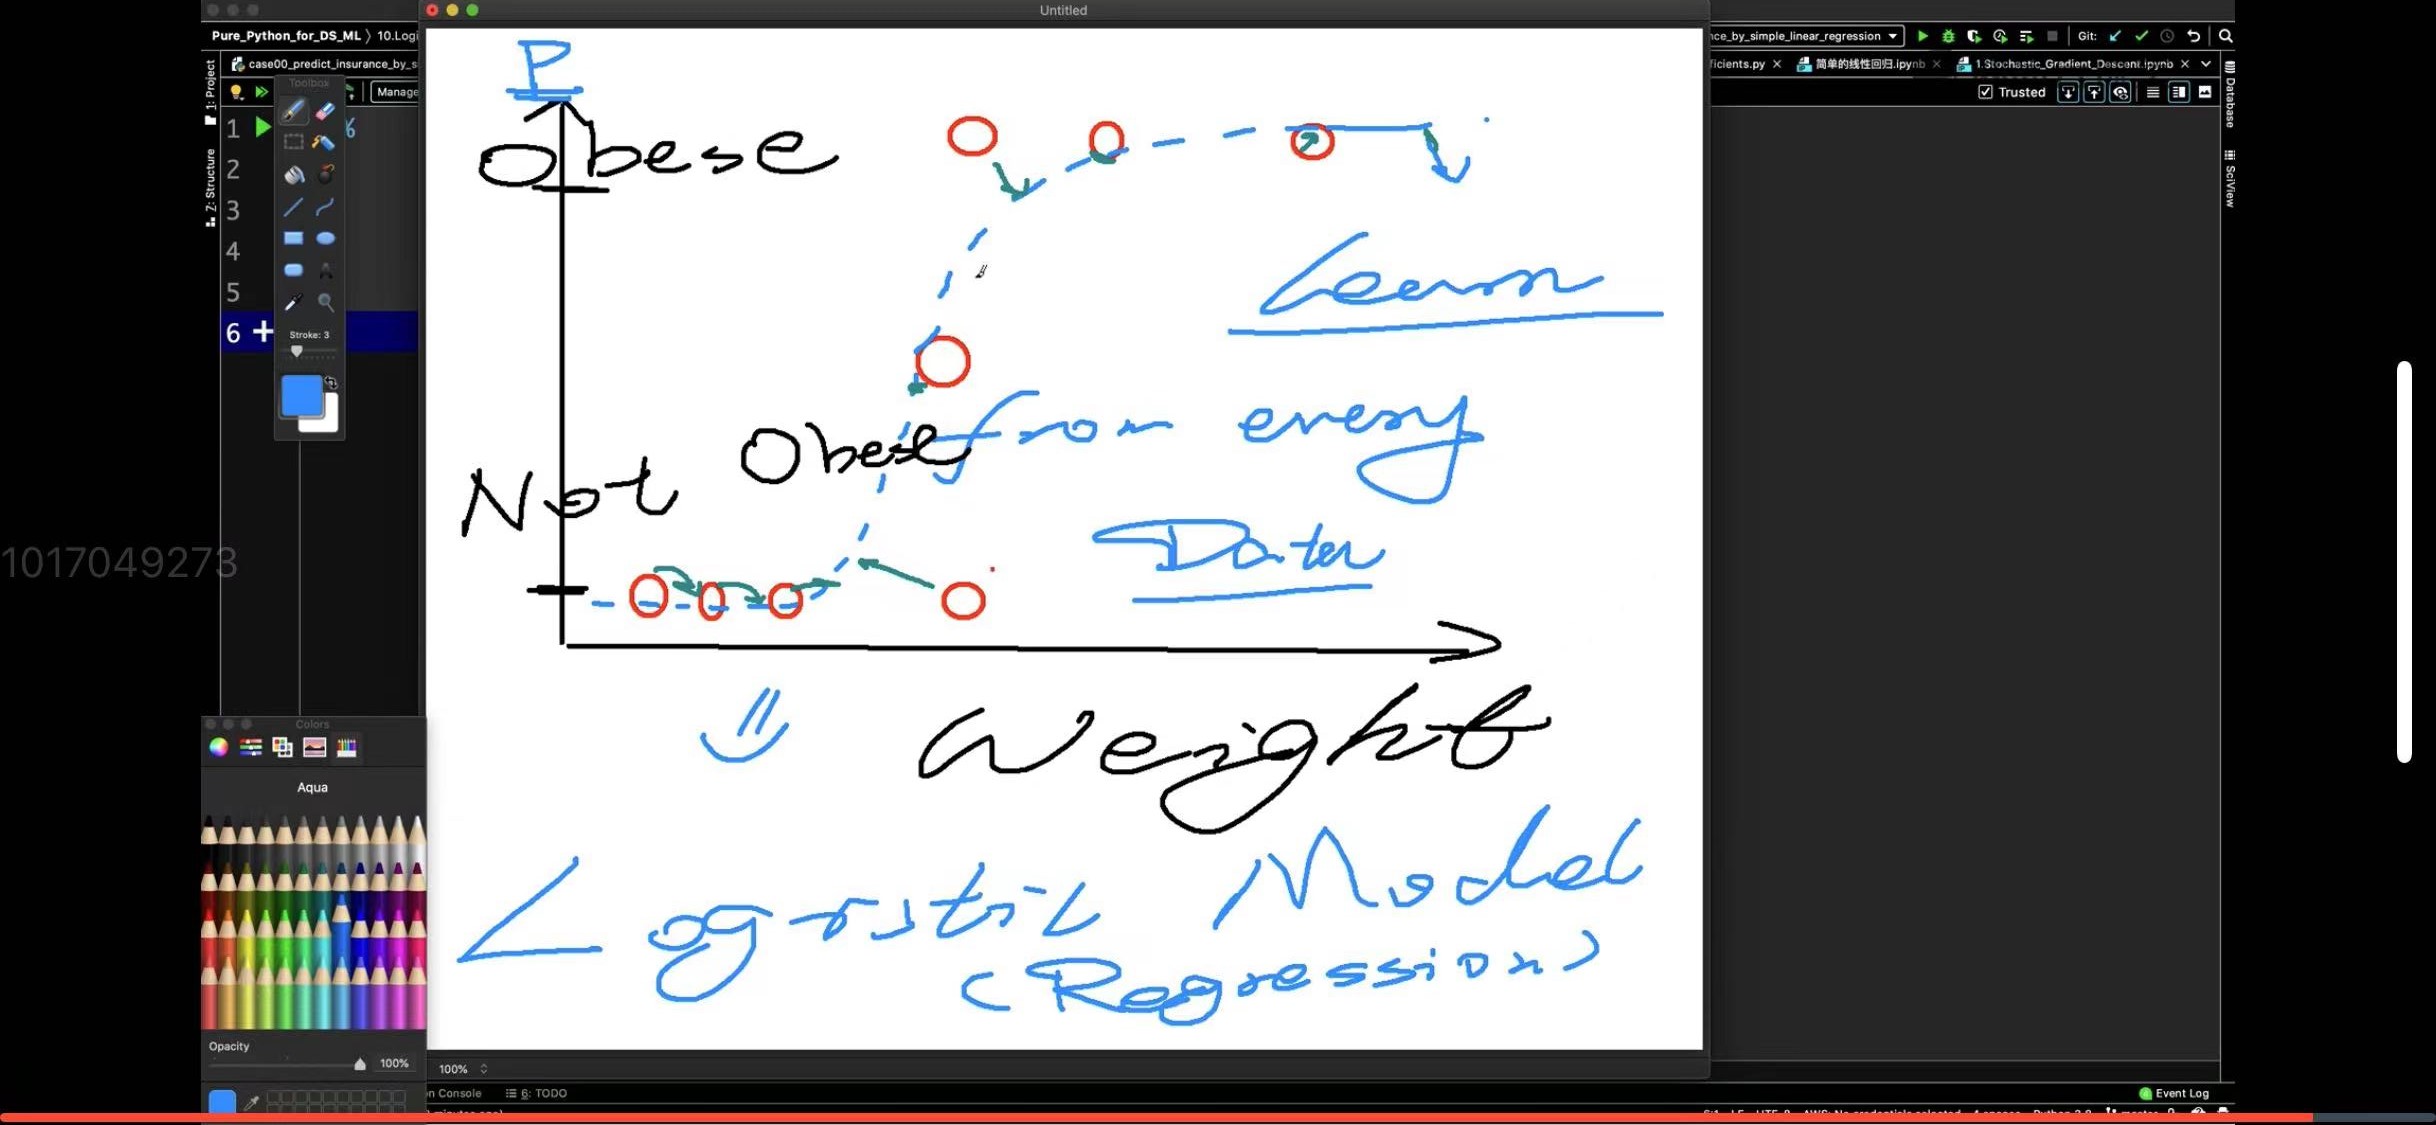 Untitled
Pure_Python_for_DS_ML 〉 10.Logi
nce_by_simple_linear_regression
Git:
case00_predict_insurance_by_s
ficients.py
简单的线性回归.ipynb
1.Stochastic_Gradient_Descent.ipynb
Toolbox
Manage
Trusted
1: Project
Z: Structure
Database
SciView
1
%
2
3
4
5
6
Stroke: 3
P
Obese
Learn
from every
Data
Not Obese
Weight
Logistic Model
(Regression)
1017049273
Colors
Aqua
Opacity
100%
100%
n Console
6: TODO
Event Log